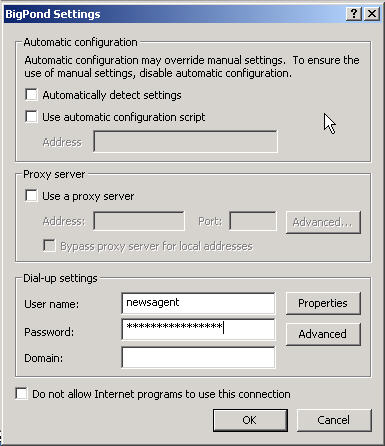 BigPond Settings
Automatic configuration
Automatic configuration may override manual settings. To ensure the
use of manual settings, disable automatic configuration.
Automatically detect settings
Use automatic configuration script
Address
Proxy server
Use a proxy server
Address: Port: Advanced...
Bypass proxy server for local addresses
Dial-up settings
User name: newsagent Properties
Password: **************** Advanced
Domain:
Do not allow Internet programs to use this connection
OK Cancel